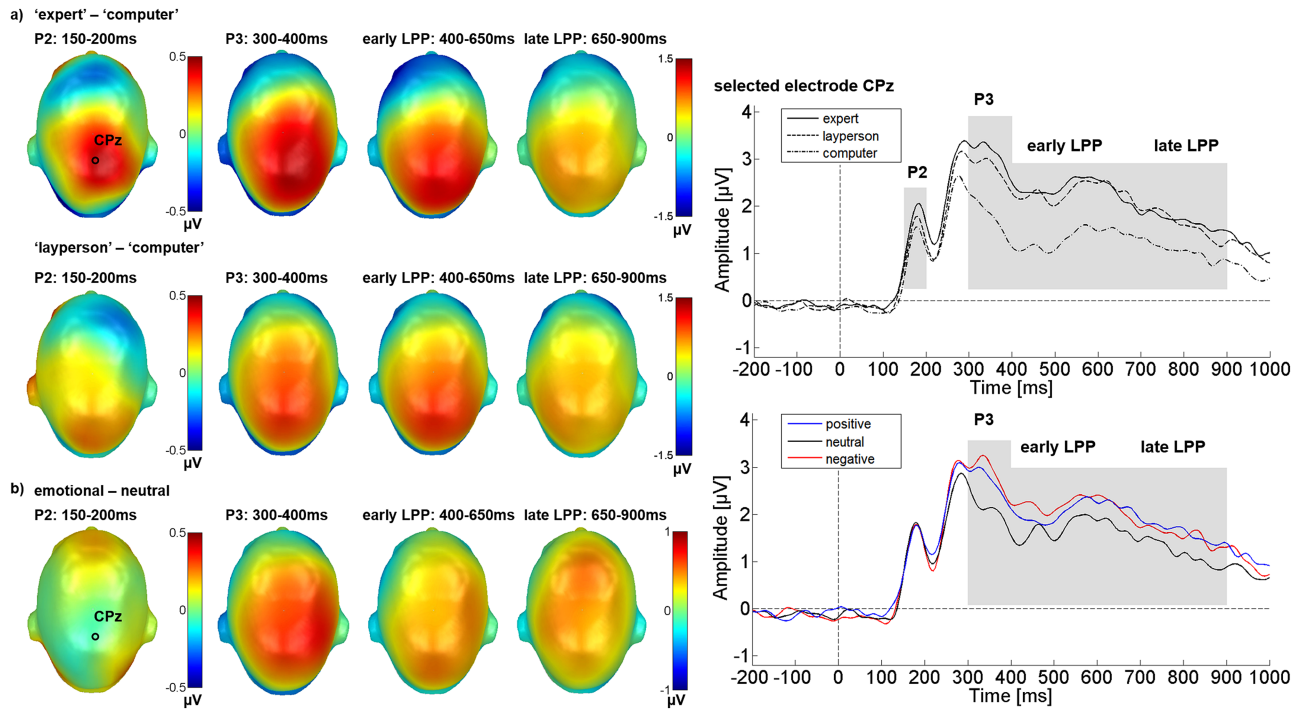 a) ‘expert’ – ‘computer’
P2: 150-200ms P3: 300-400ms early LPP: 400-650ms late LPP: 650-900ms
0.5 1.5
CPz
0 0
-0.5 -1.5
µV µV
‘layperson’ – ‘computer’
P2: 150-200ms P3: 300-400ms early LPP: 400-650ms late LPP: 650-900ms
0.5 1.5
0 0
-0.5 -1.5
µV µV
b) emotional – neutral
P2: 150-200ms P3: 300-400ms early LPP: 400-650ms late LPP: 650-900ms
0.5 1
CPz
0 0
-0.5 -1
µV µV
selected electrode CPz
P3
expert
layperson
computer
early LPP late LPP
P2
Amplitude [µV]
4
3
2
1
0
-1
-200 -100 0 100 200 300 400 500 600 700 800 900 1000
Time [ms]
P3
positive
neutral
negative
early LPP late LPP
Amplitude [µV]
4
3
2
1
0
-1
-200 -100 0 100 200 300 400 500 600 700 800 900 1000
Time [ms]